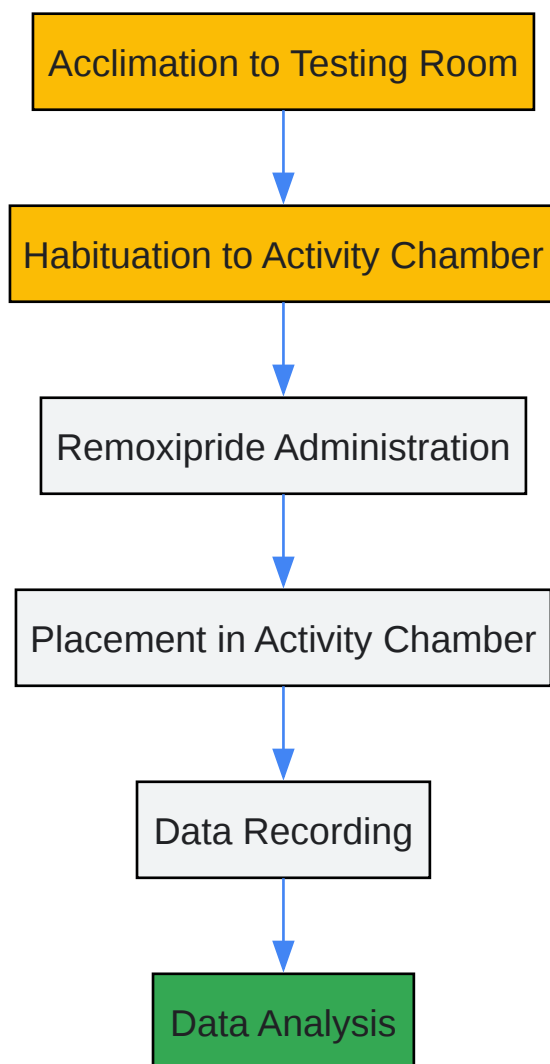 Acclimation to Testing Room
Habituation to Activity Chamber
Remoxipride Administration
Placement in Activity Chamber
Data Recording
Data Analysis